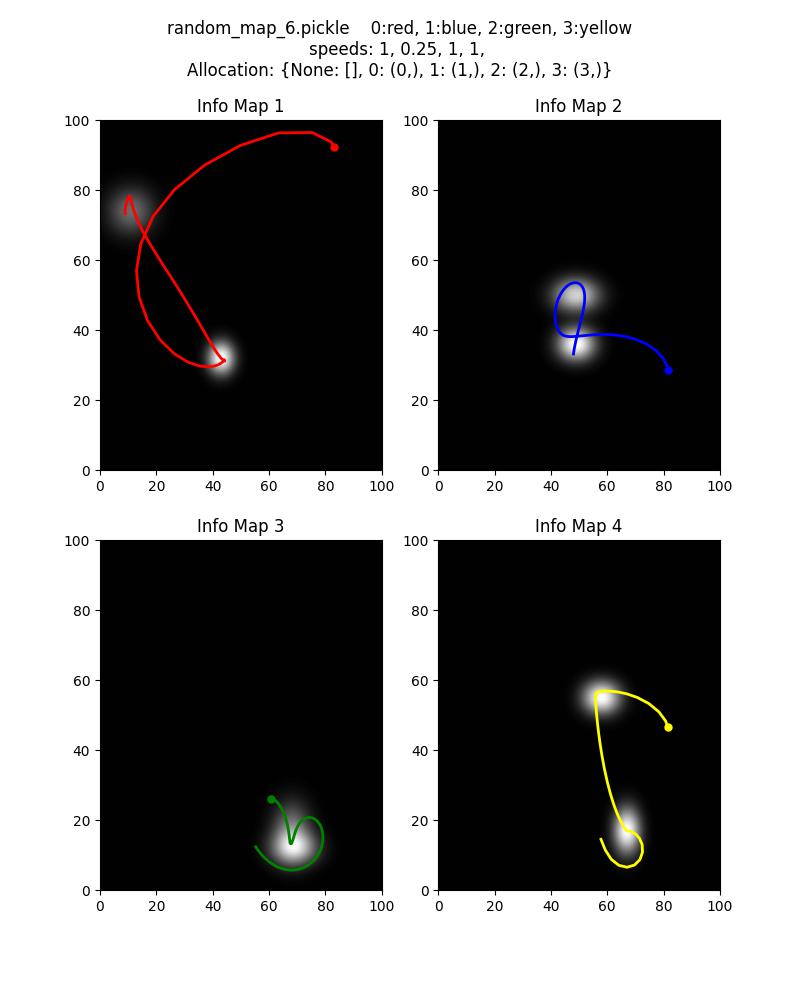 random_map_6.pickle    0:red, 1:blue, 2:green, 3:yellow
speeds: 1, 0.25, 1, 1,
Allocation: {None: [], 0: (0,), 1: (1,), 2: (2,), 3: (3,)}
Info Map 1
100
80
60
40
20
0
0 20 40 60 80 100
Info Map 2
100
80
60
40
20
0
0 20 40 60 80 100
Info Map 3
100
80
60
40
20
0
0 20 40 60 80 100
Info Map 4
100
80
60
40
20
0
0 20 40 60 80 100